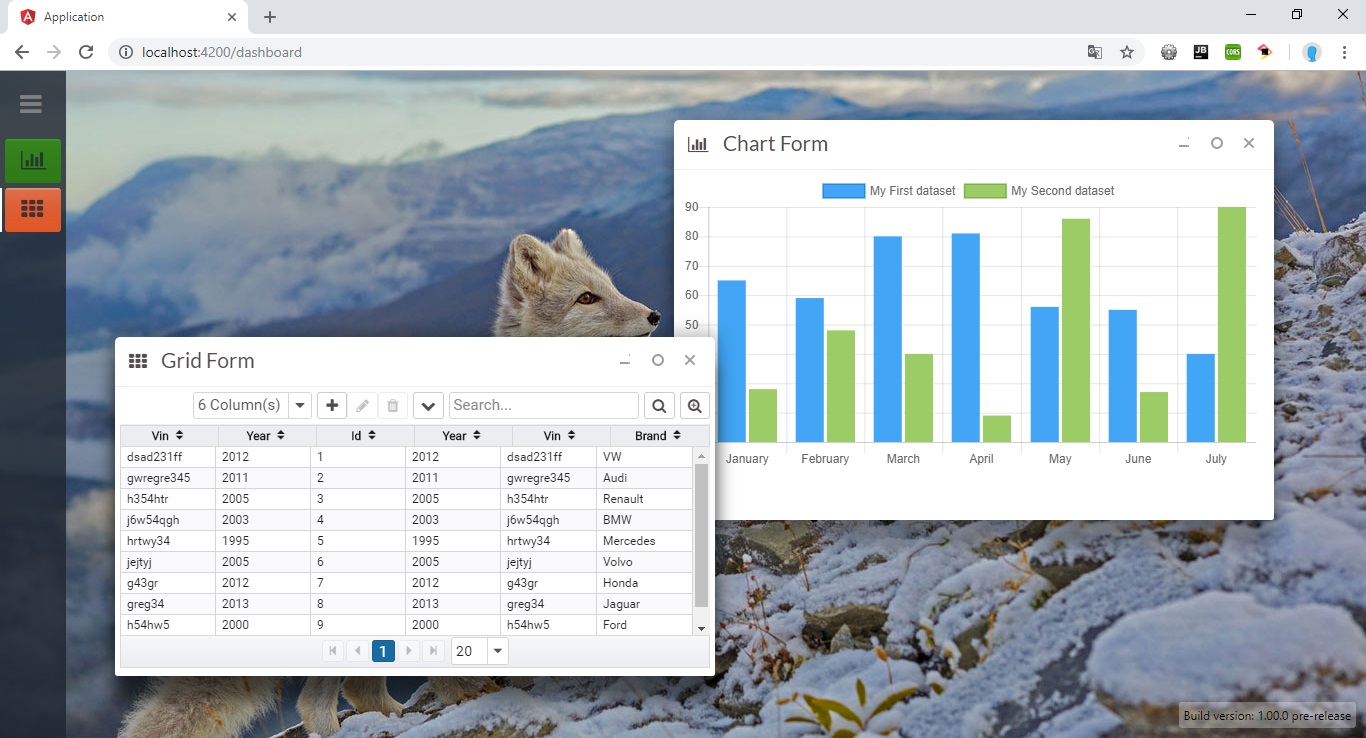 Application
localhost:4200/dashboard
JB
CORS
Chart Form
My First dataset My Second dataset
90
80
70
60
50
January February March April May June July
Grid Form
6 Column(s) Search...
Vin Year Id Year Vin Brand
dsad231ff 2012 1 2012 dsad231ff VW
gwregre345 2011 2 2011 gwregre345 Audi
h354htr 2005 3 2005 h354htr Renault
j6w54qgh 2003 4 2003 j6w54qgh BMW
hrtwy34 1995 5 1995 hrtwy34 Mercedes
jejtyj 2005 6 2005 jejtyj Volvo
g43gr 2012 7 2012 g43gr Honda
greg34 2013 8 2013 greg34 Jaguar
h54hw5 2000 9 2000 h54hw5 Ford
1 20
Build version: 1.00.0 pre-release